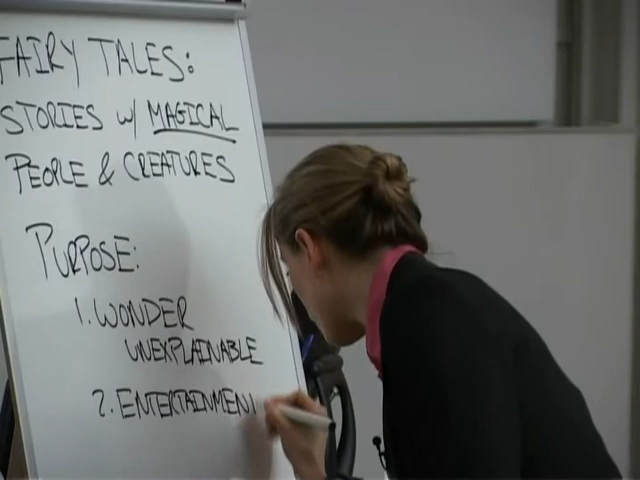 FAIRY TALES:
STORIES w/ MAGICAL
PEOPLE & CREATURES
PURPOSE:
1. WONDER
UNEXPLAINABLE
2. ENTERTAINMENT